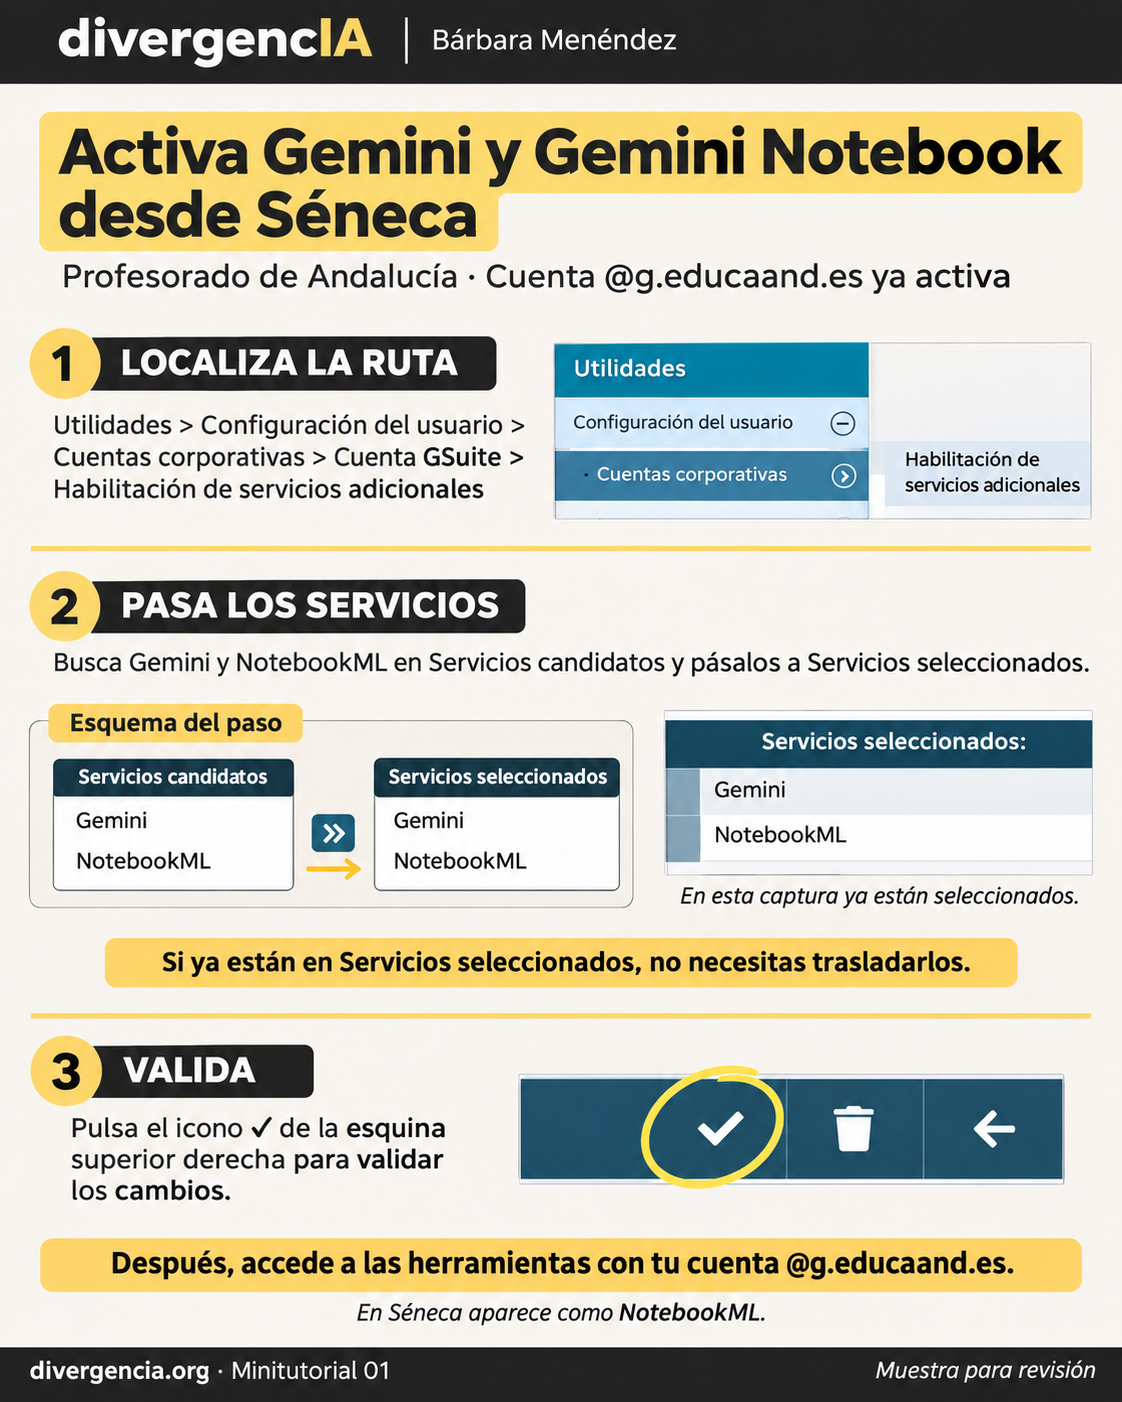 divergencIA | Bárbara Menéndez
Activa Gemini y Gemini Notebook
desde Séneca
Profesorado de Andalucía · Cuenta @g.educaand.es ya activa
1 LOCALIZA LA RUTA
Utilidades > Configuración del usuario >
Cuentas corporativas > Cuenta GSuite >
Habilitación de servicios adicionales
Utilidades
Configuración del usuario
· Cuentas corporativas
Habilitación de
servicios adicionales
2 PASA LOS SERVICIOS
Busca Gemini y NotebookML en Servicios candidatos y pásalos a Servicios seleccionados.
Esquema del paso
Servicios candidatos
Gemini
NotebookML
Servicios seleccionados
Gemini
NotebookML
Servicios seleccionados:
Gemini
NotebookML
En esta captura ya están seleccionados.
Si ya están en Servicios seleccionados, no necesitas trasladarlos.
3 VALIDA
Pulsa el icono ✓ de la esquina
superior derecha para validar
los cambios.
Después, accede a las herramientas con tu cuenta @g.educaand.es.
En Séneca aparece como NotebookML.
divergencia.org · Minitutorial 01
Muestra para revisión